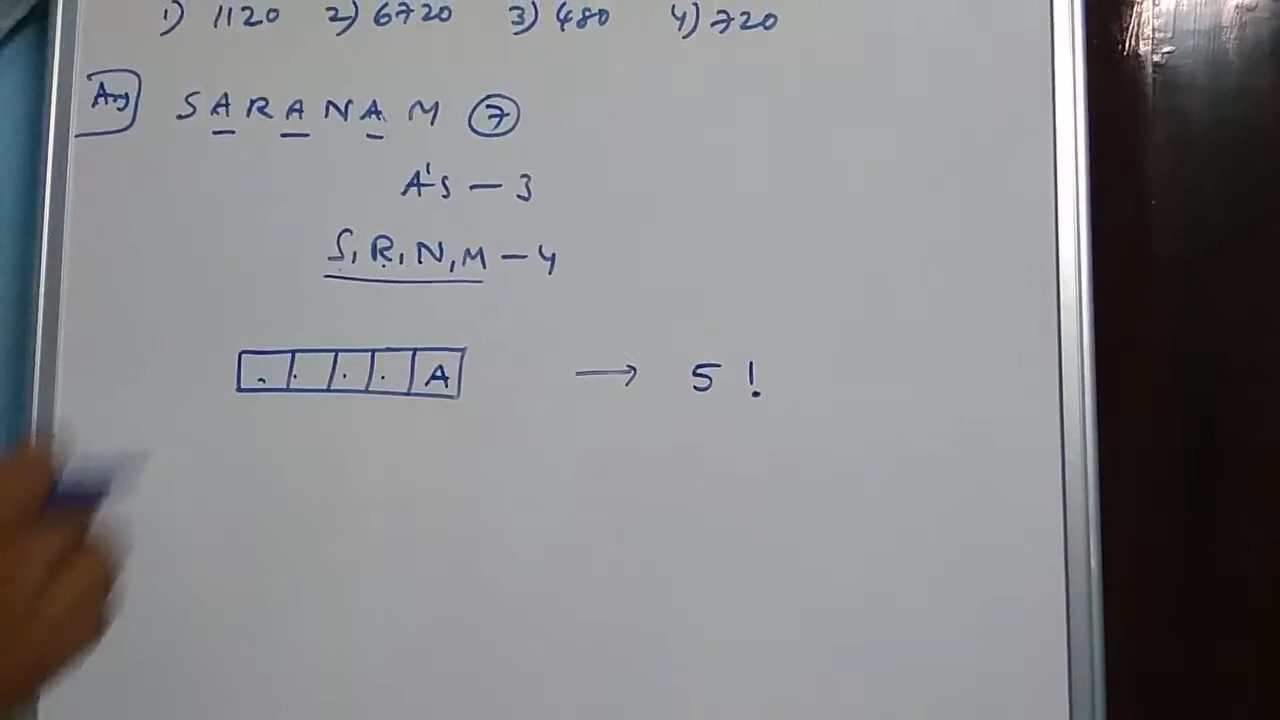 1) 1120 2) 6720 3) 480 4) 720
Ans SARANAM 7
A's - 3
S, R, N, M - 4
. . . . A → 5!